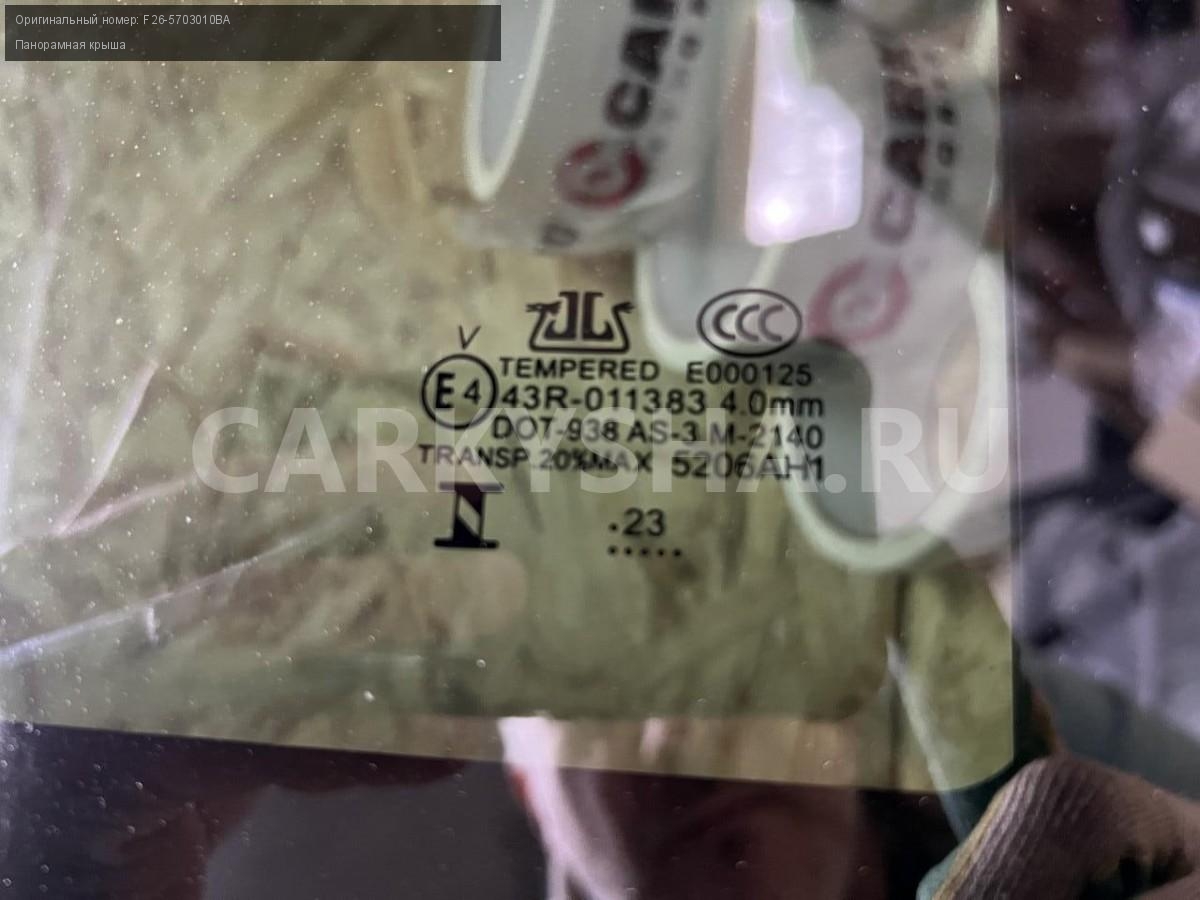 Оригинальный номер: F26-5703010BA
Панорамная крыша
CCC
V
TEMPERED E000125
E4 43R-011383 4.0mm
DOT-938 AS-3 M-2140
TRANSP.20%MAX 5206AH1
CARKYSHA.RU
.23
.....